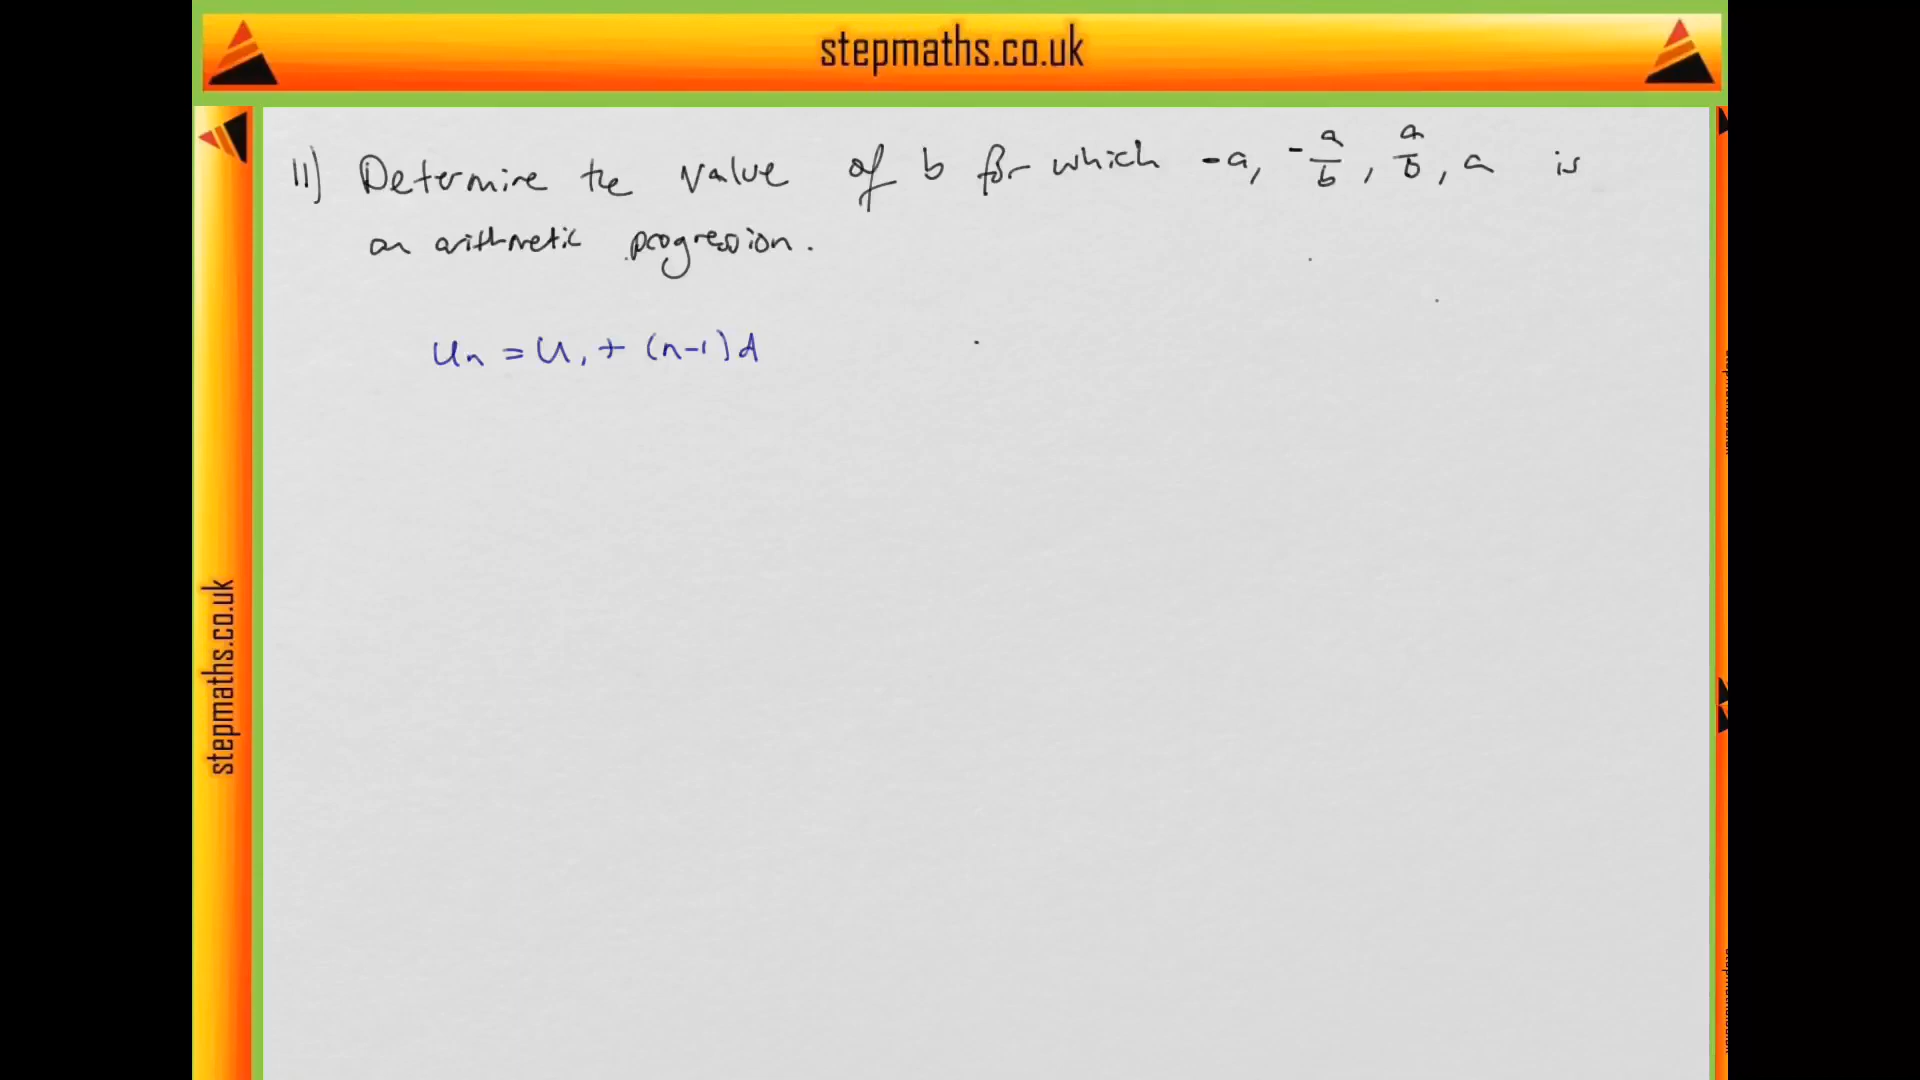 stepmaths.co.uk
11) Determine the value of b for which -a, -a/b, a/b, a is
an arithmetic progression.
Un = U1 + (n-1)d
stepmaths.co.uk